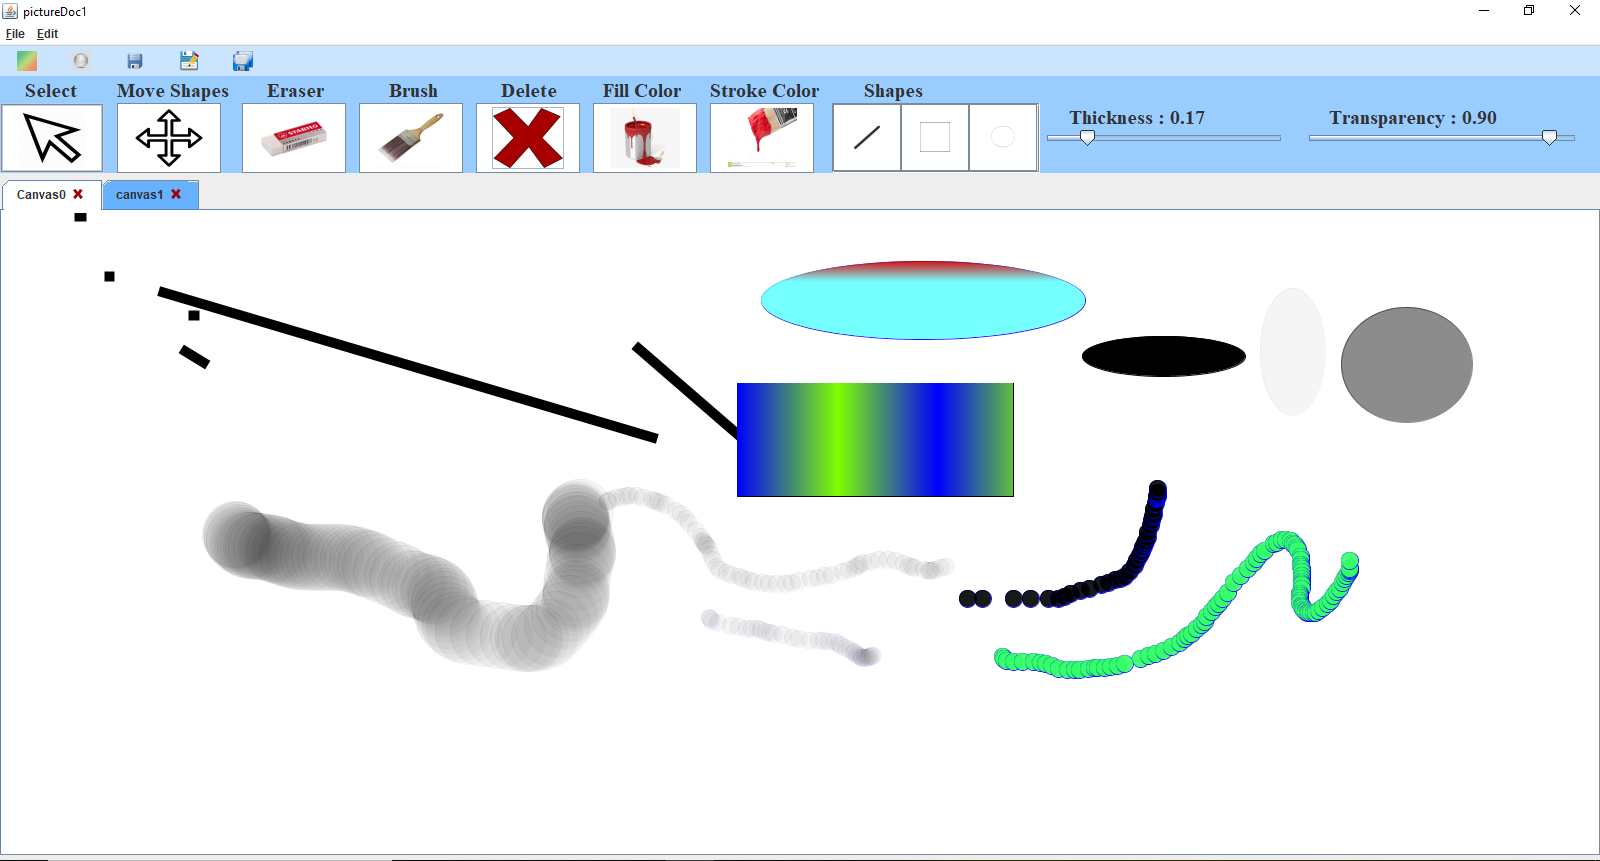 pictureDoc1
File Edit
Select Move Shapes Eraser Brush Delete Fill Color Stroke Color Shapes
Thickness : 0.17 Transparency : 0.90
STABILO
Canvas0 canvas1